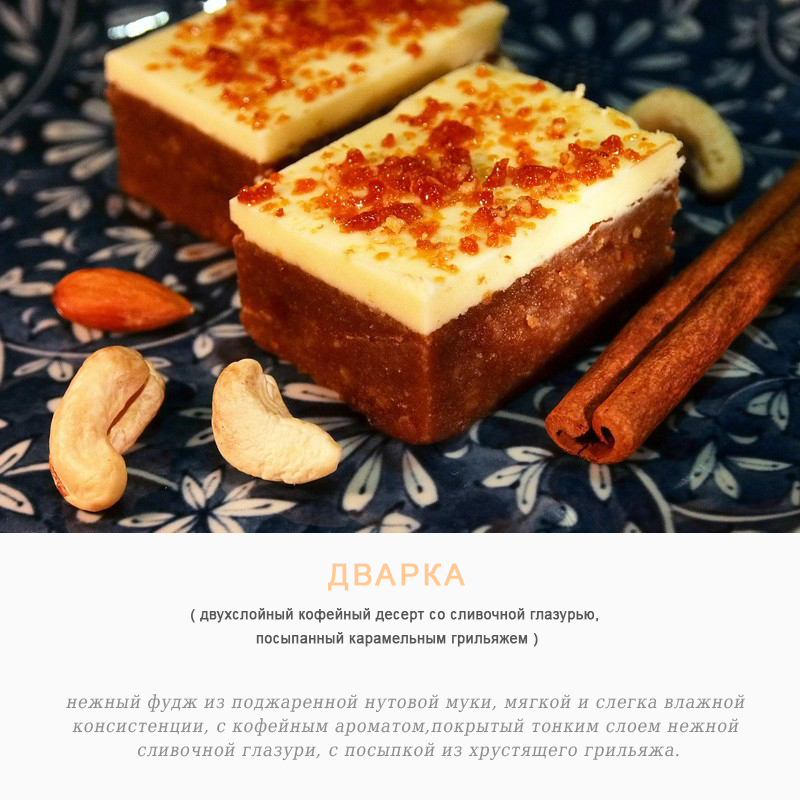 ДВАРКА
( двухслойный кофейный десерт со сливочной глазурью,
посыпанный карамельным грильяжем )
нежный фудж из поджаренной нутовой муки, мягкой и слегка влажной
консистенции, с кофейным ароматом,покрытый тонким слоем нежной
сливочной глазури, с посыпкой из хрустящего грильяжа.